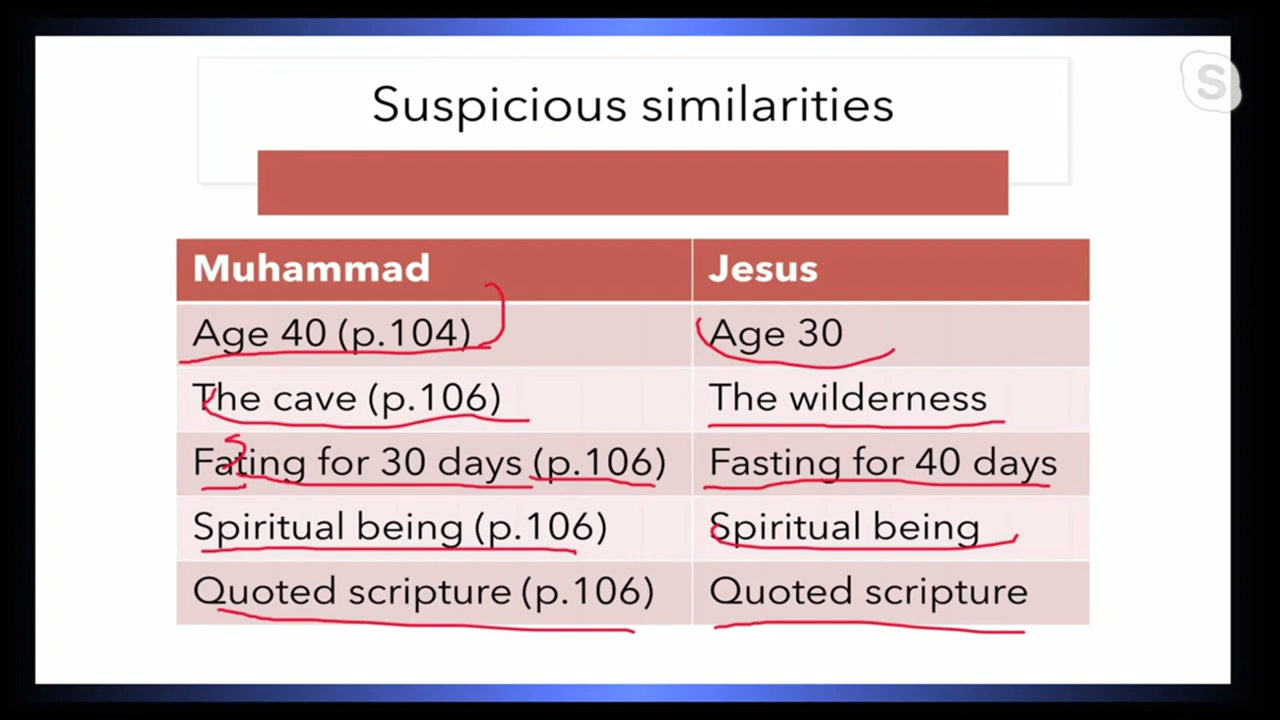 S
Suspicious similarities
Muhammad Jesus
Age 40 (p.104) Age 30
The cave (p.106) The wilderness
Fating for 30 days (p.106) Fasting for 40 days
Spiritual being (p.106) Spiritual being
Quoted scripture (p.106) Quoted scripture